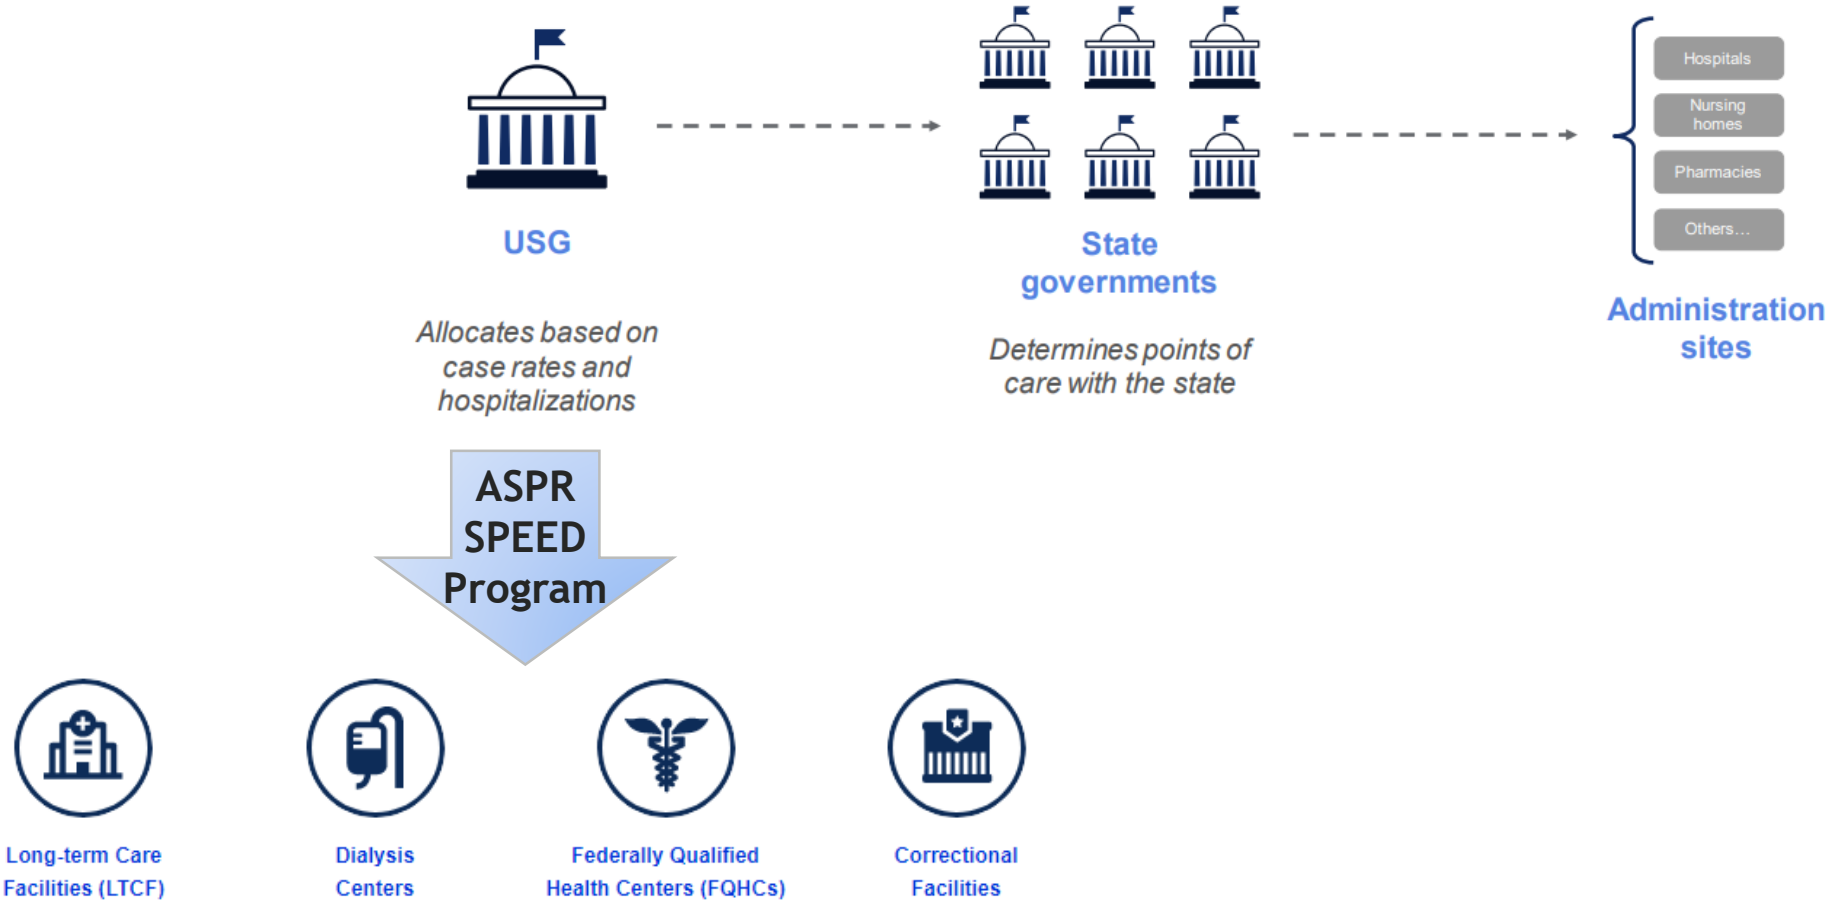 USG
Allocates based on
case rates and
hospitalizations
State
governments
Determines points of
care with the state
Hospitals
Nursing
homes
Pharmacies
Others...
Administration
sites
ASPR
SPEED
Program
Long-term Care
Facilities (LTCF)
Dialysis
Centers
Federally Qualified
Health Centers (FQHCs)
Correctional
Facilities